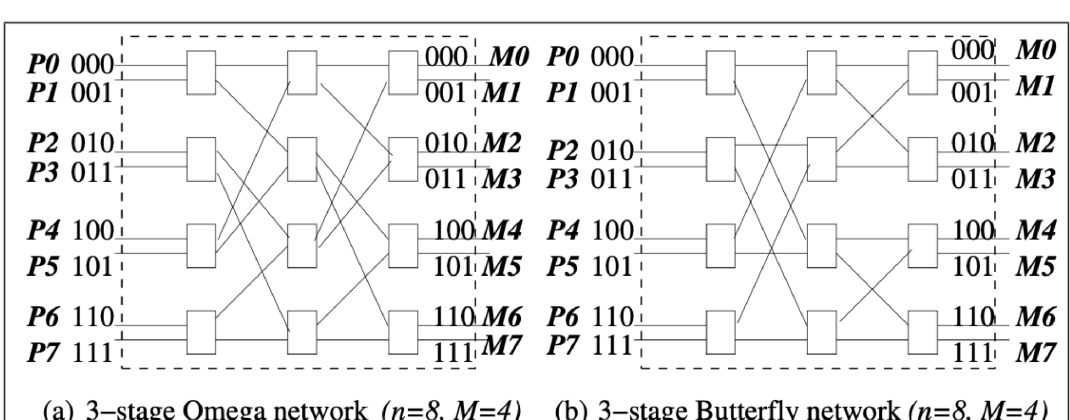 P0 000 000 M0 P0 000 000 M0
P1 001 001 M1 P1 001 001 M1
P2 010 010 M2 P2 010 010 M2
P3 011 011 M3 P3 011 011 M3
P4 100 100 M4 P4 100 100 M4
P5 101 101 M5 P5 101 101 M5
P6 110 110 M6 P6 110 110 M6
P7 111 111 M7 P7 111 111 M7
(a) 3−stage Omega network (n=8, M=4) (b) 3−stage Butterfly network (n=8, M=4)